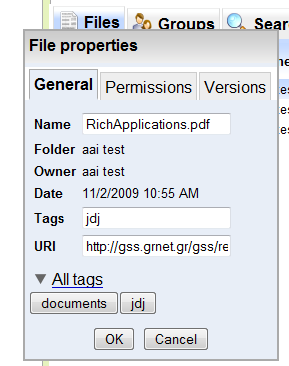 Files Groups
File properties
General Permissions Versions
Name RichApplications.pdf
Folder aai test
Owner aai test
Date 11/2/2009 10:55 AM
Tags jdj
URI http://gss.grnet.gr/gss/re
All tags
documents jdj
OK Cancel